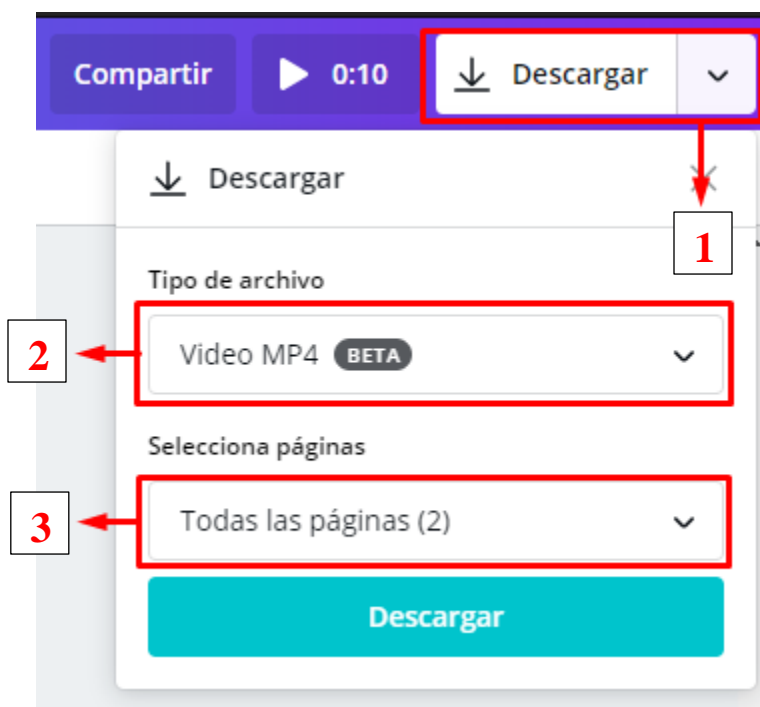 Compartir 0:10 Descargar
Descargar
1
Tipo de archivo
2 Video MP4 BETA
Selecciona páginas
3 Todas las páginas (2)
Descargar